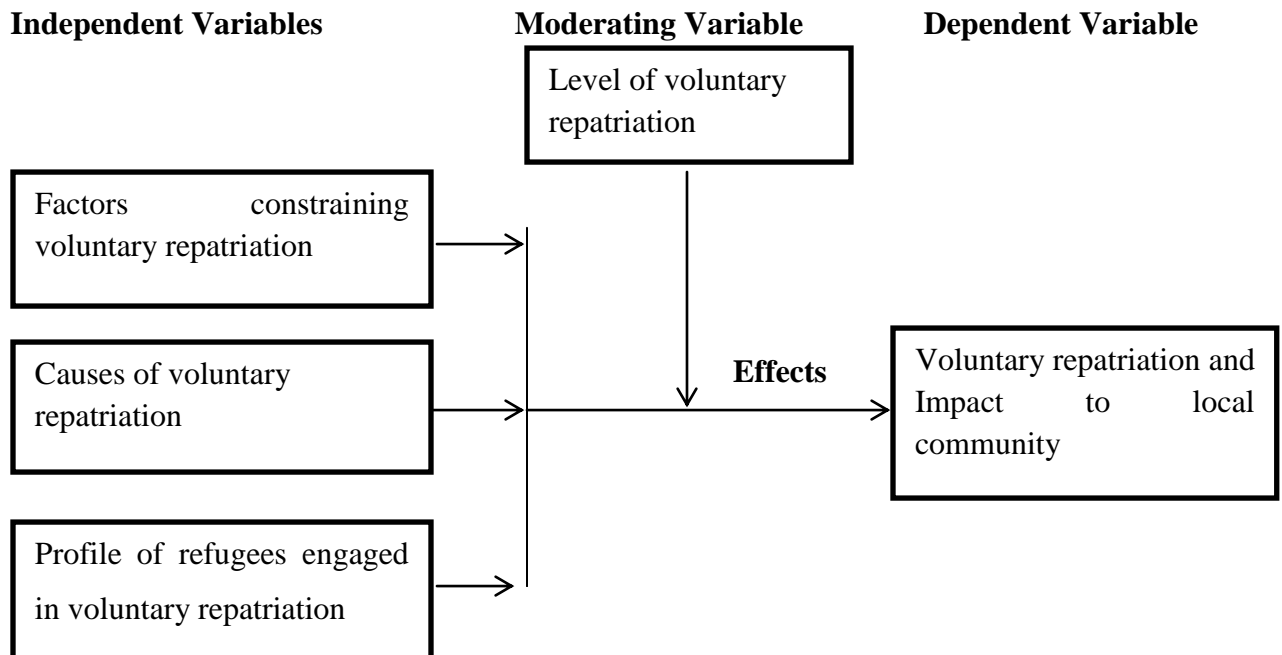 Independent Variables
Moderating Variable
Dependent Variable
Level of voluntary
repatriation
Factors constraining
voluntary repatriation
Causes of voluntary
repatriation
Effects
Voluntary repatriation and
Impact to local
community
Profile of refugees engaged
in voluntary repatriation